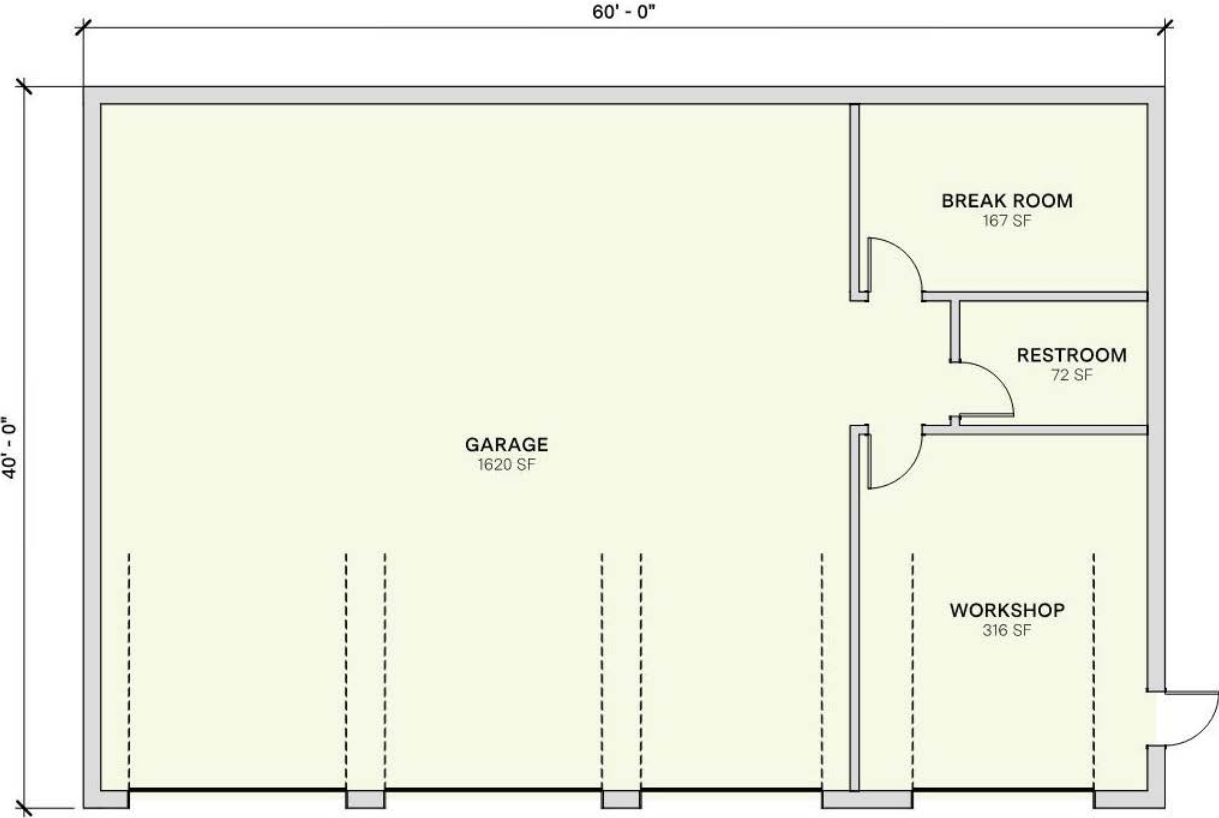 60' - 0"
BREAK ROOM
167 SF
RESTROOM
72 SF
40' - 0"
GARAGE
1620 SF
WORKSHOP
316 SF